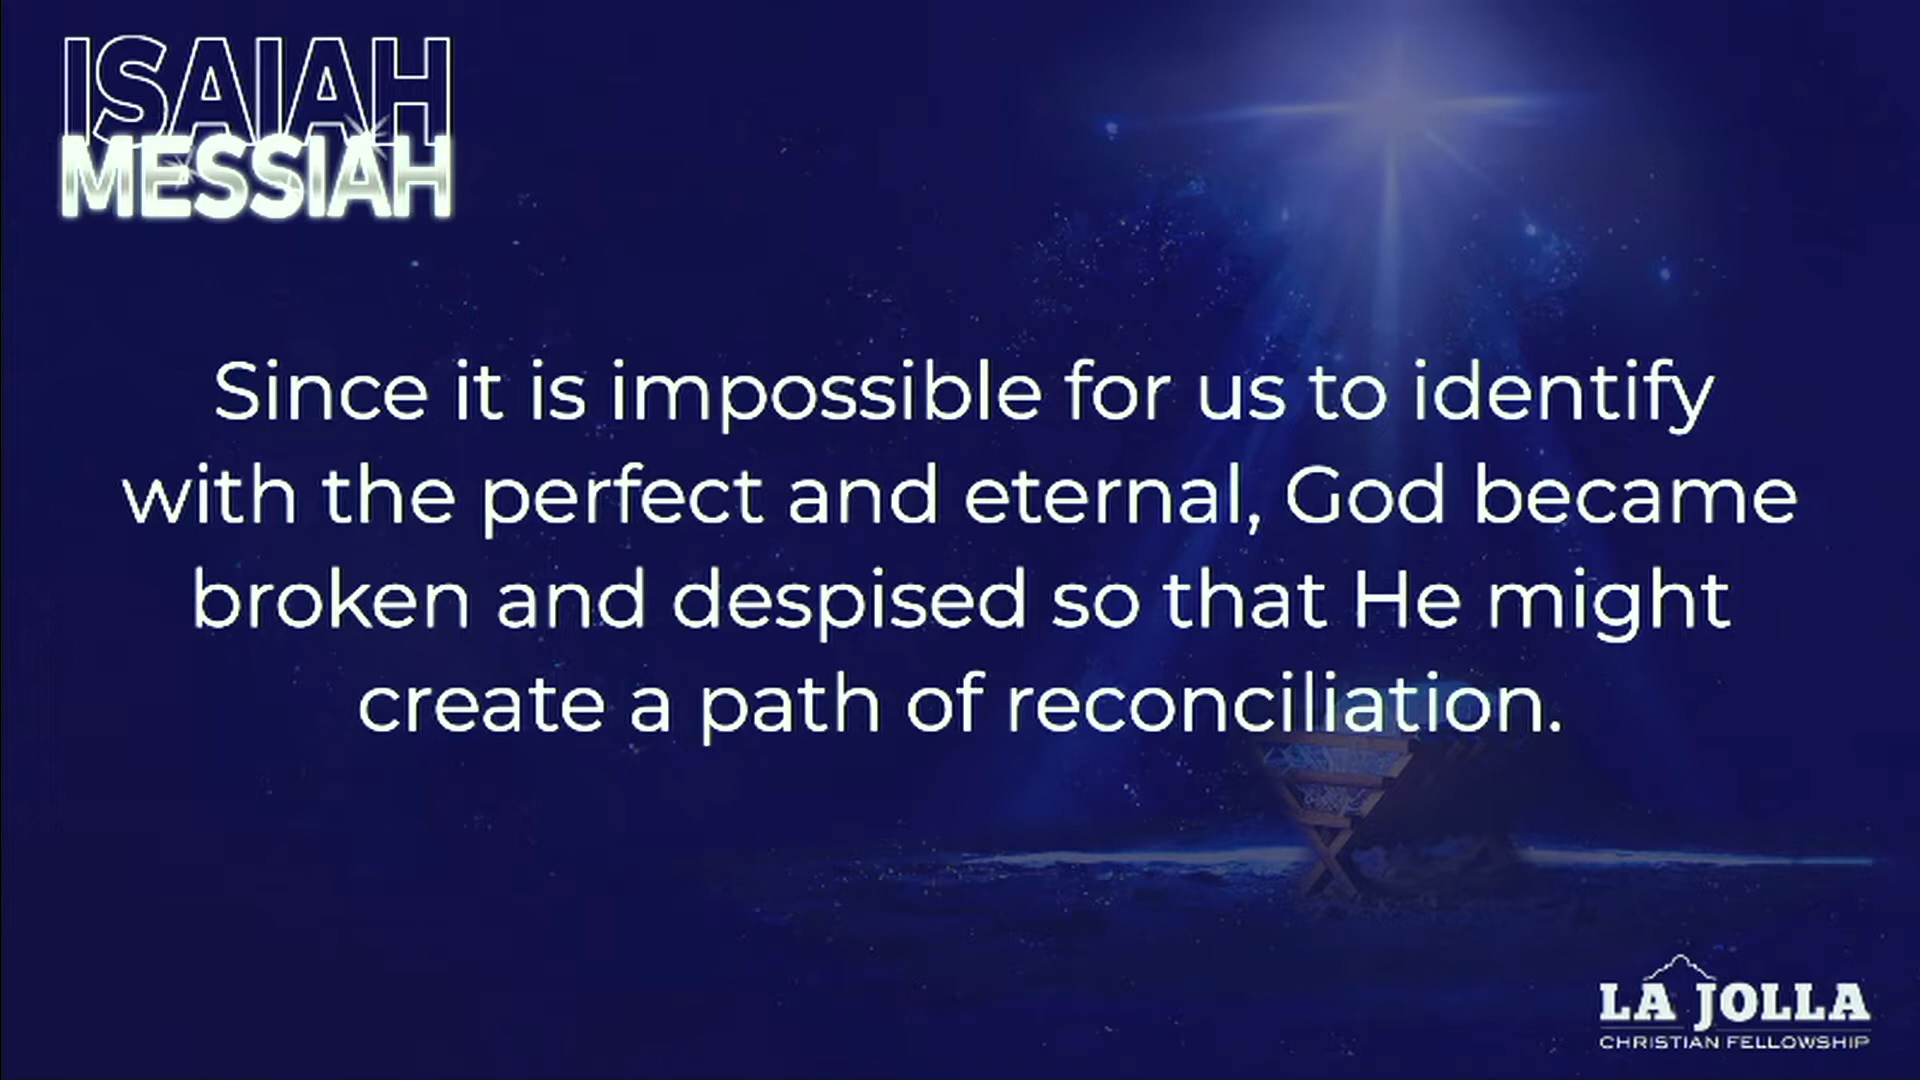 ISAIAH
MESSIAH
Since it is impossible for us to identify
with the perfect and eternal, God became
broken and despised so that He might
create a path of reconciliation.
LA JOLLA
CHRISTIAN FELLOWSHIP